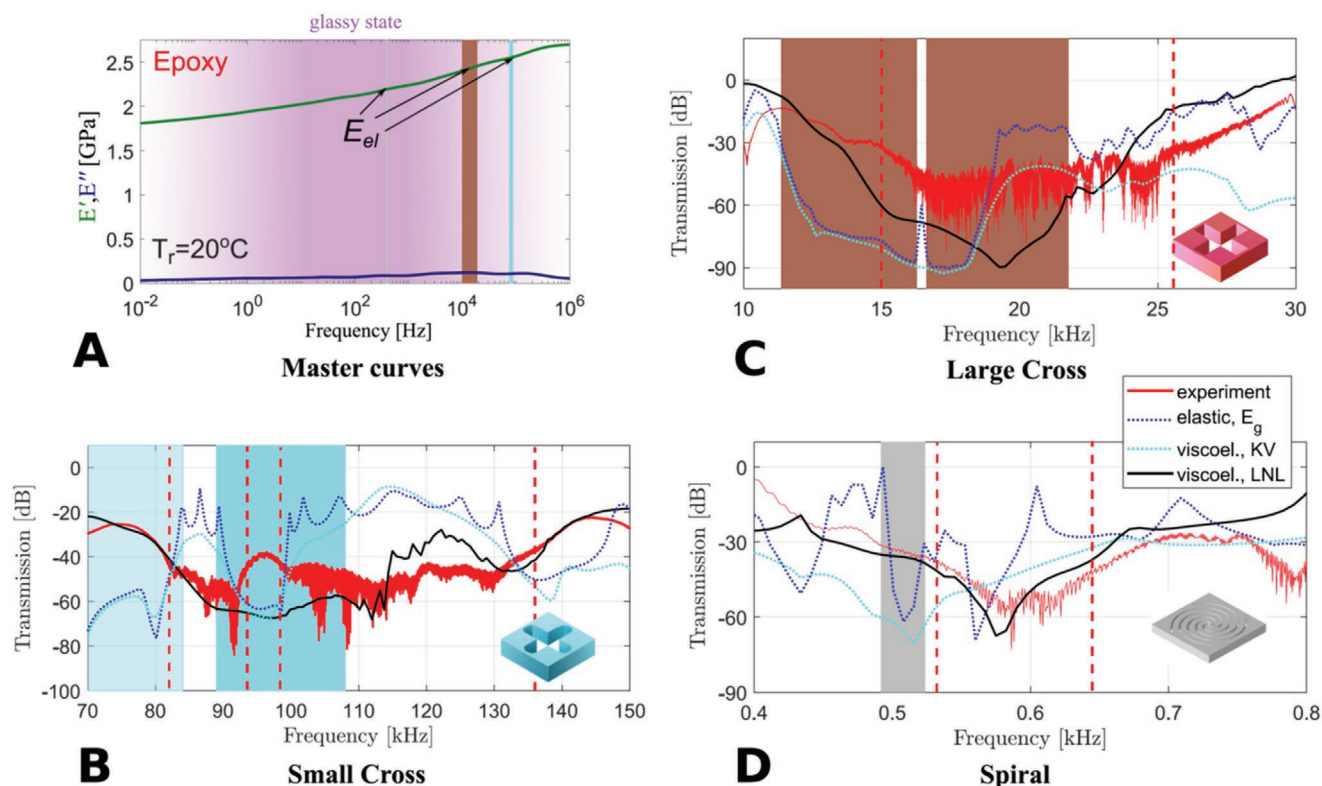 glassy state
Epoxy
E_el
T_r=20°C
E′,E″ [GPa]
2.5
2
1.5
1
0.5
0
10^-2
10^0
10^2
10^4
10^6
Frequency [Hz]
A
Master curves
Transmission [dB]
0
-30
-60
-90
10
15
20
25
30
Frequency [kHz]
C
Large Cross
Transmission [dB]
0
-20
-40
-60
-80
-100
70
80
90
100
110
120
130
140
150
Frequency [kHz]
B
Small Cross
experiment
elastic, E_g
viscoel., KV
viscoel., LNL
Transmission [dB]
0
-30
-60
-90
0.4
0.5
0.6
0.7
0.8
Frequency [kHz]
D
Spiral